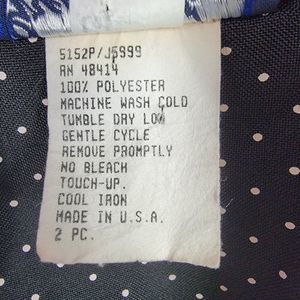 5152P/J5999
RN 48414
100% POLYESTER
MACHINE WASH COLD
TUMBLE DRY LOW
GENTLE CYCLE
REMOVE PROMPTLY
NO BLEACH
TOUCH-UP.
COOL IRON
MADE IN U.S.A.
2 PC.